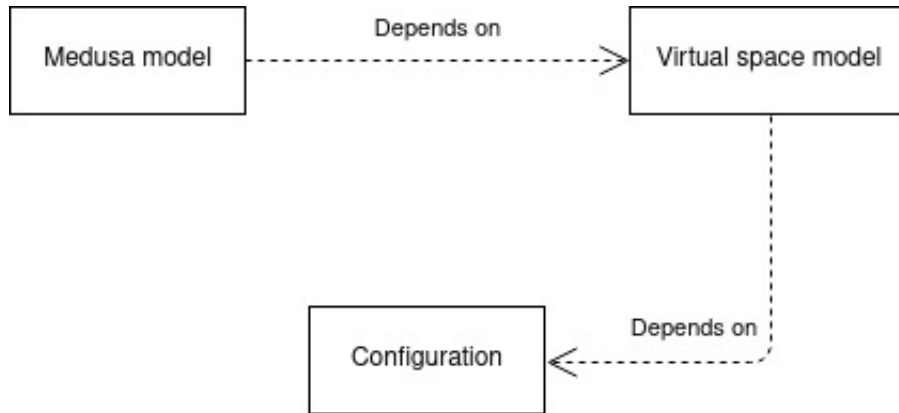 Depends on
Medusa model
Virtual space model
Depends on
Configuration